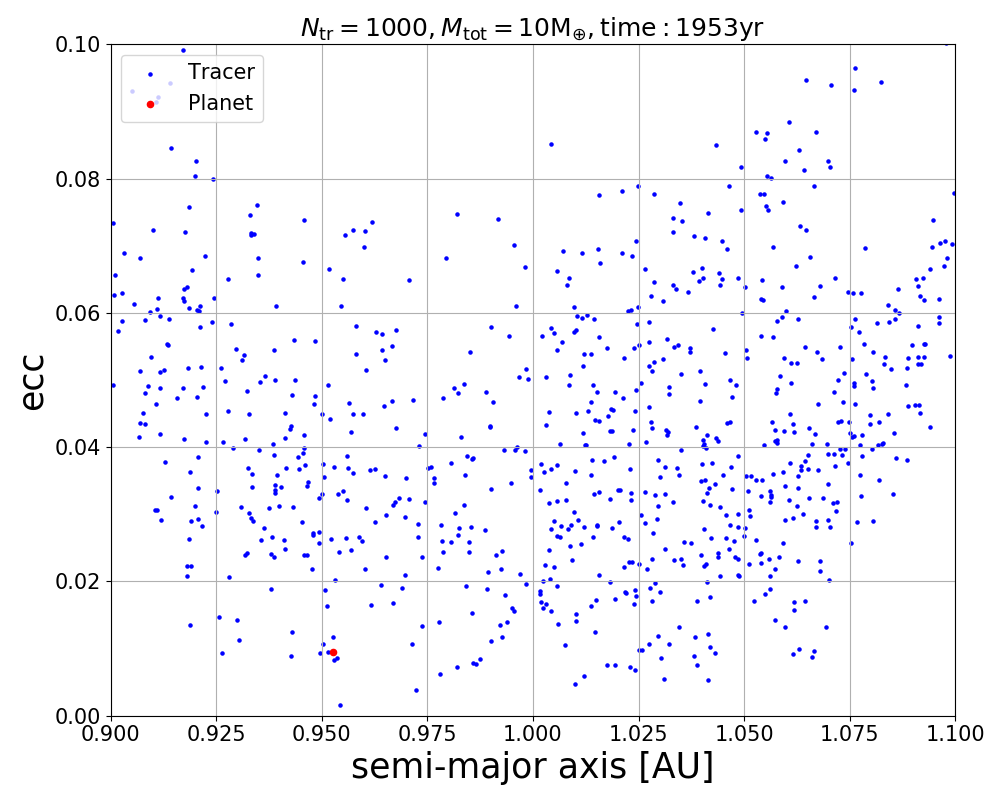 N_tr = 1000, M_tot = 10M_⊕, time : 1953yr
0.10
0.08
0.06
0.04
0.02
0.00
ecc
Tracer
Planet
0.900 0.925 0.950 0.975 1.000 1.025 1.050 1.075 1.100
semi-major axis [AU]